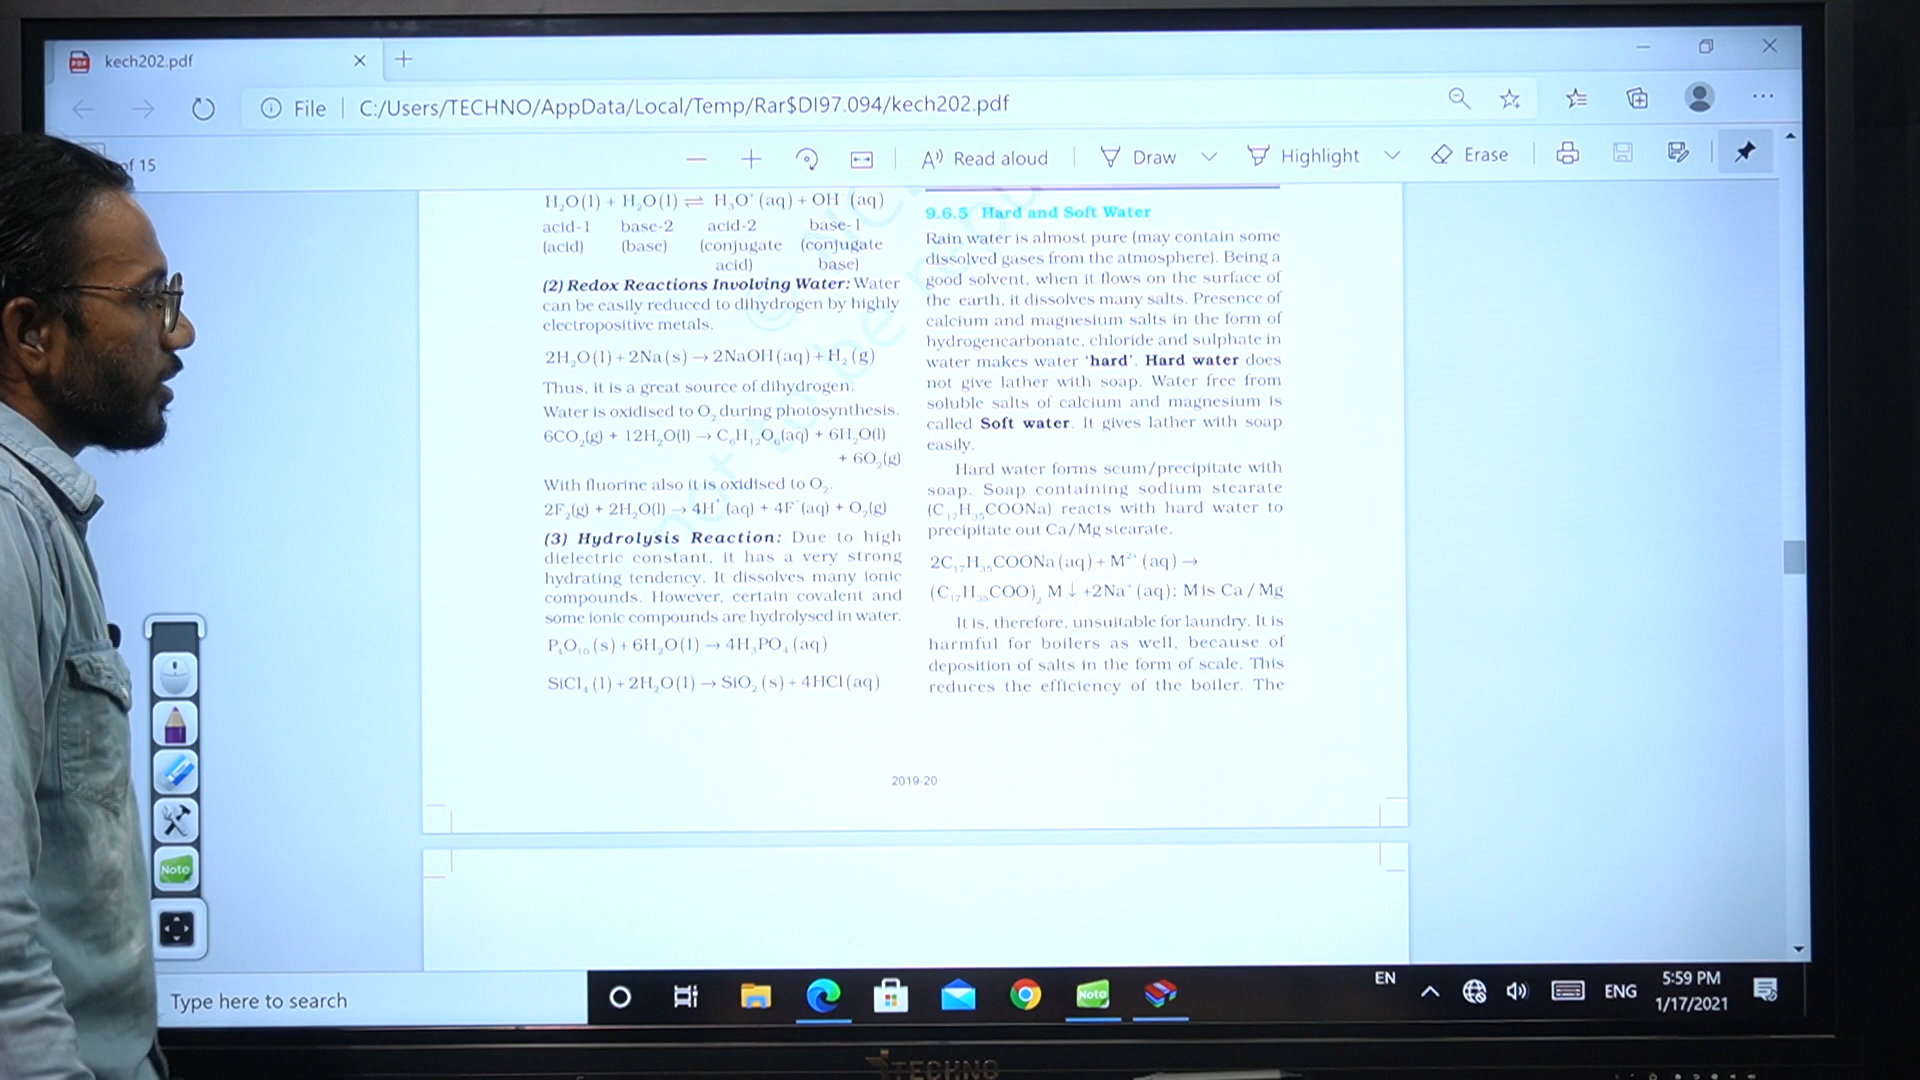 kech202.pdf
File | C:/Users/TECHNO/AppData/Local/Temp/Rar$DI97.094/kech202.pdf
of 15
Read aloud
Draw
Highlight
Erase
H₂O(l) + H₂O(l) ⇌ H₃O⁺(aq) + OH (aq)
acid-1 base-2 acid-2 base-1
(acid) (base) (conjugate (conjugate
acid) base)
(2) Redox Reactions Involving Water: Water
can be easily reduced to dihydrogen by highly
electropositive metals.
2H₂O(l) + 2Na(s) → 2NaOH(aq) + H₂(g)
Thus, it is a great source of dihydrogen.
Water is oxidised to O₂ during photosynthesis.
6CO₂(g) + 12H₂O(l) → C₆H₁₂O₆(aq) + 6H₂O(l)
+ 6O₂(g)
With fluorine also it is oxidised to O₂.
2F₂(g) + 2H₂O(l) → 4H⁺(aq) + 4F⁻(aq) + O₂(g)
(3) Hydrolysis Reaction: Due to high
dielectric constant, it has a very strong
hydrating tendency. It dissolves many ionic
compounds. However, certain covalent and
some ionic compounds are hydrolysed in water.
P₄O₁₀(s) + 6H₂O(l) → 4H₃PO₄(aq)
SiCl₄(l) + 2H₂O(l) → SiO₂(s) + 4HCl(aq)
9.6.5 Hard and Soft Water
Rain water is almost pure (may contain some
dissolved gases from the atmosphere). Being a
good solvent, when it flows on the surface of
the earth, it dissolves many salts. Presence of
calcium and magnesium salts in the form of
hydrogencarbonate, chloride and sulphate in
water makes water 'hard'. Hard water does
not give lather with soap. Water free from
soluble salts of calcium and magnesium is
called Soft water. It gives lather with soap
easily.
Hard water forms scum/precipitate with
soap. Soap containing sodium stearate
(C₁₇H₃₅COONa) reacts with hard water to
precipitate out Ca/Mg stearate.
2C₁₇H₃₅COONa(aq) + M²⁺(aq) →
(C₁₇H₃₅COO)₂M↓ +2Na⁺(aq); M is Ca/Mg
It is, therefore, unsuitable for laundry. It is
harmful for boilers as well, because of
deposition of salts in the form of scale. This
reduces the efficiency of the boiler. The
2019-20
Note
Type here to search
Note
EN
ENG
5:59 PM
1/17/2021
TECHNO